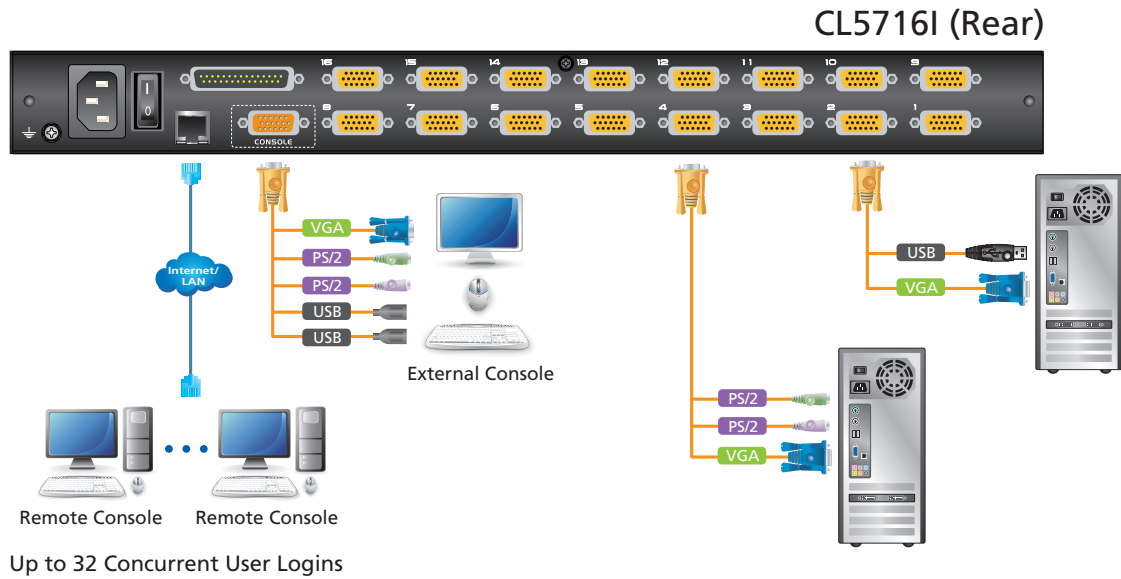 CL5716I (Rear)
16 15 14 13 12 11 10 9
8 7 6 5 4 3 2 1
I
0
CONSOLE
VGA
PS/2
PS/2
USB
USB
Internet/
LAN
External Console
USB
VGA
PS/2
PS/2
VGA
Remote Console Remote Console
Up to 32 Concurrent User Logins